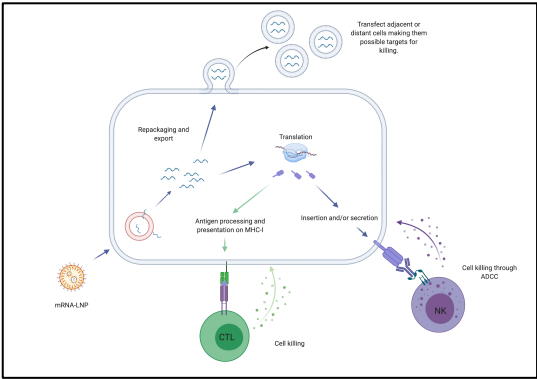 Transfect adjacent or
distant cells making them
possible targets for
killing.
Repackaging and
export
Translation
Antigen processing and
presentation on MHC-I
Insertion and/or secretion
Cell killing through
ADCC
mRNA-LNP
NK
CTL
Cell killing